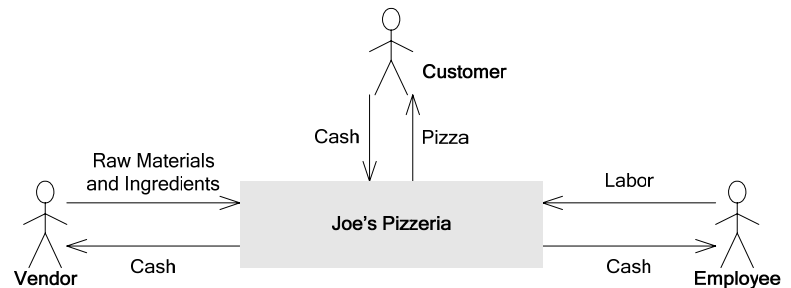 Customer
Cash
Pizza
Raw Materials
and Ingredients
Labor
Joe's Pizzeria
Cash
Cash
Vendor
Employee